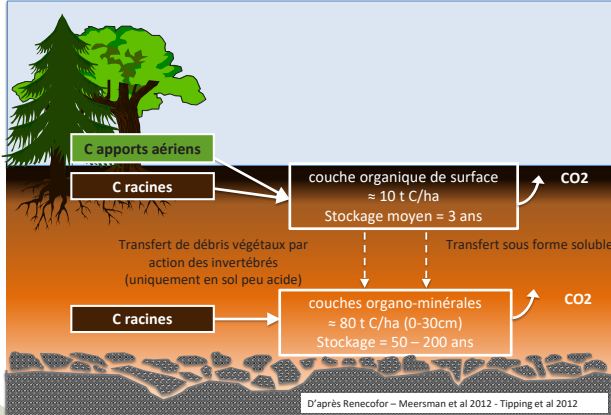 C apports aériens
C racines
couche organique de surface
≈ 10 t C/ha
Stockage moyen = 3 ans
CO2
Transfert de débris végétaux par
action des invertébrés
(uniquement en sol peu acide)
Transfert sous forme soluble
C racines
couches organo-minérales
≈ 80 t C/ha (0-30cm)
Stockage = 50 – 200 ans
CO2
D'après Renecofor – Meersman et al 2012 - Tipping et al 2012